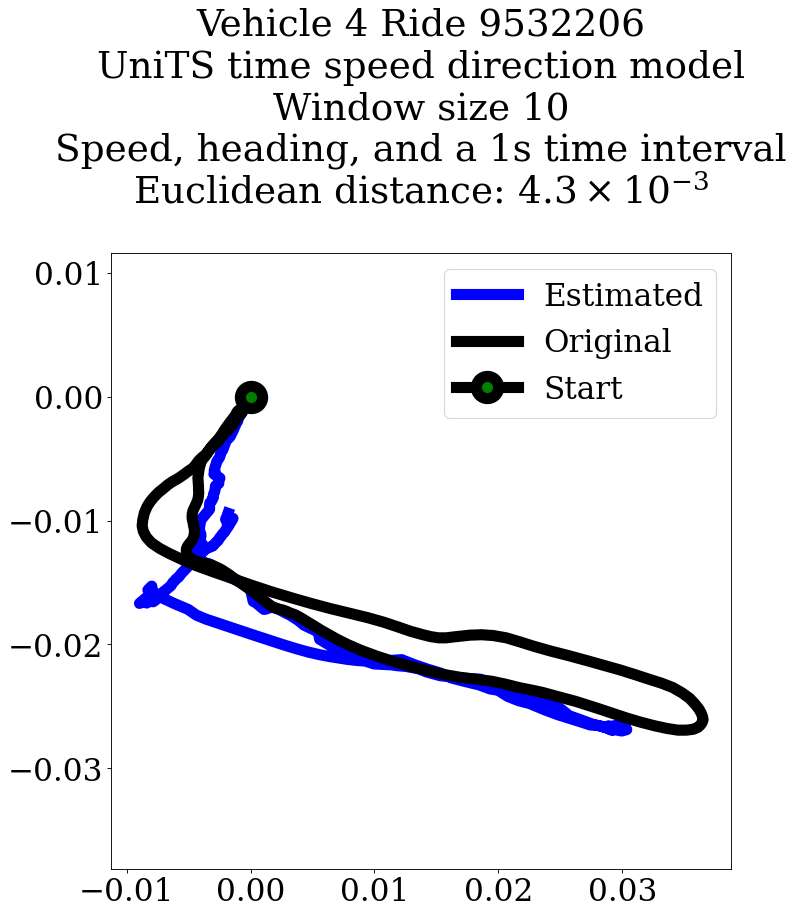 Vehicle 4 Ride 9532206
UniTS time speed direction model
Window size 10
Speed, heading, and a 1s time interval
Euclidean distance: 4.3 × 10⁻³
0.01
0.00
−0.01
−0.02
−0.03
Estimated
Original
Start
−0.01 0.00 0.01 0.02 0.03